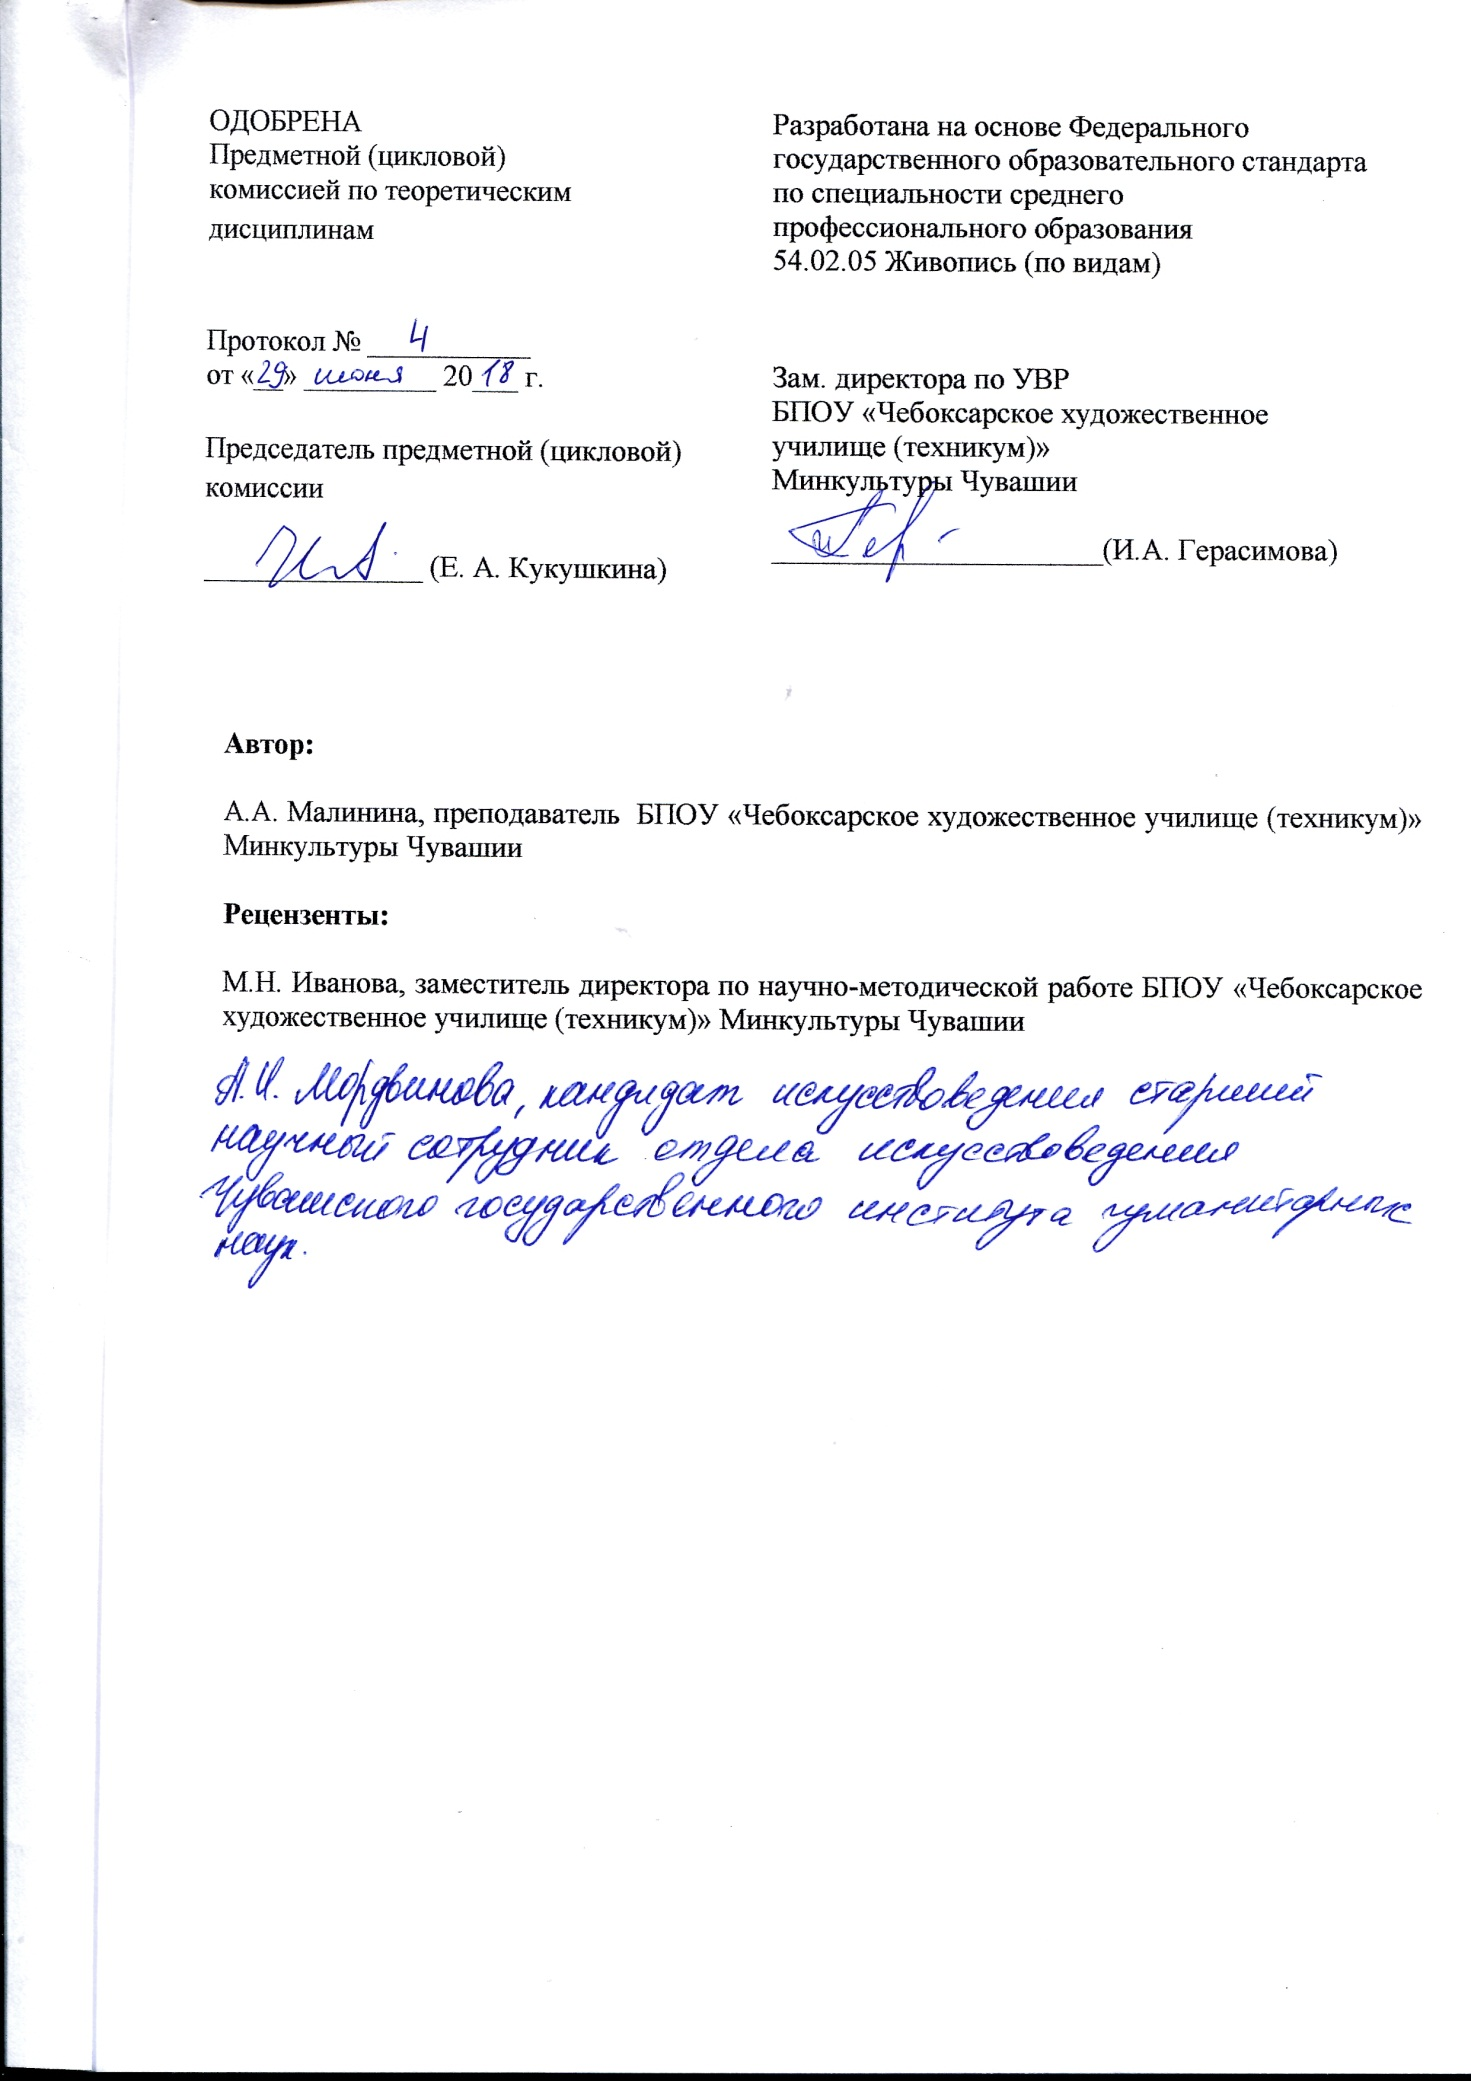 ОДОБРЕНА
Предметной (цикловой)
комиссией по теоретическим
дисциплинам
Протокол № 4
от «29» июня 2018 г.
Председатель предметной (цикловой)
комиссии
(Е. А. Кукушкина)
Разработана на основе Федерального
государственного образовательного стандарта
по специальности среднего
профессионального образования
54.02.05 Живопись (по видам)
Зам. директора по УВР
БПОУ «Чебоксарское художественное
училище (техникум)»
Минкультуры Чувашии
(И.А. Герасимова)
Автор:
А.А. Малинина, преподаватель БПОУ «Чебоксарское художественное училище (техникум)»
Минкультуры Чувашии
Рецензенты:
М.Н. Иванова, заместитель директора по научно-методической работе БПОУ «Чебоксарское
художественное училище (техникум)» Минкультуры Чувашии
А.И. Мордвинова, кандидат искусствоведения старший
научный сотрудник отдела искусствоведения
Чувашского государственного института гуманитарных
наук.